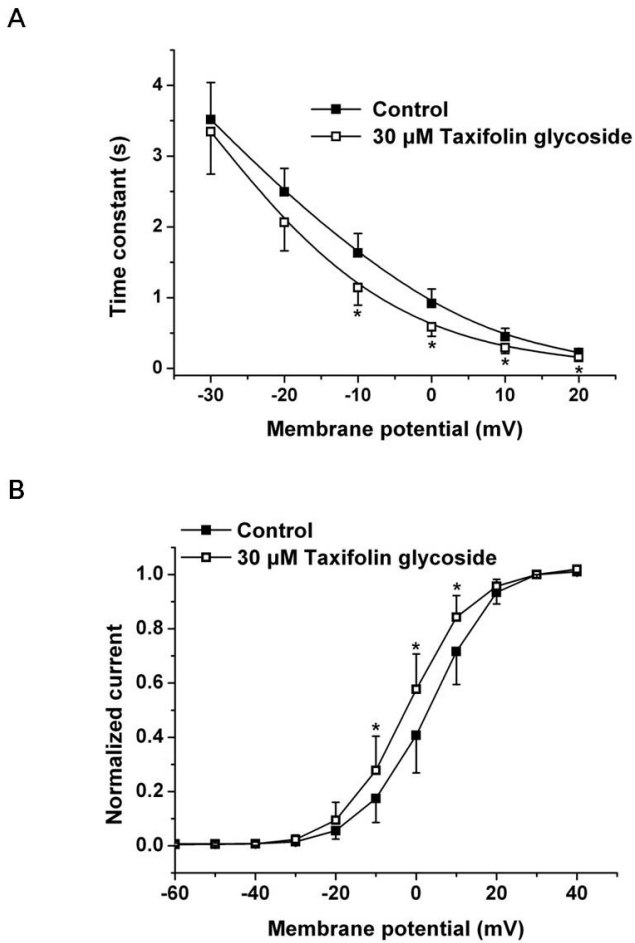 A
4
3
2
1
0
Time constant (s)
Control
30 µM Taxifolin glycoside
*
*
*
*
-30 -20 -10 0 10 20
Membrane potential (mV)
B
Control
30 µM Taxifolin glycoside
1.0
0.8
0.6
0.4
0.2
0.0
Normalized current
*
*
*
-60 -40 -20 0 20 40
Membrane potential (mV)